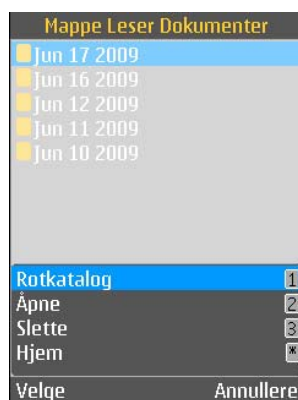 Mappe Leser Dokumenter
Jun 17 2009
Jun 16 2009
Jun 12 2009
Jun 11 2009
Jun 10 2009
Rotkatalog 1
Åpne 2
Slette 3
Hjem *
Velge Annullere